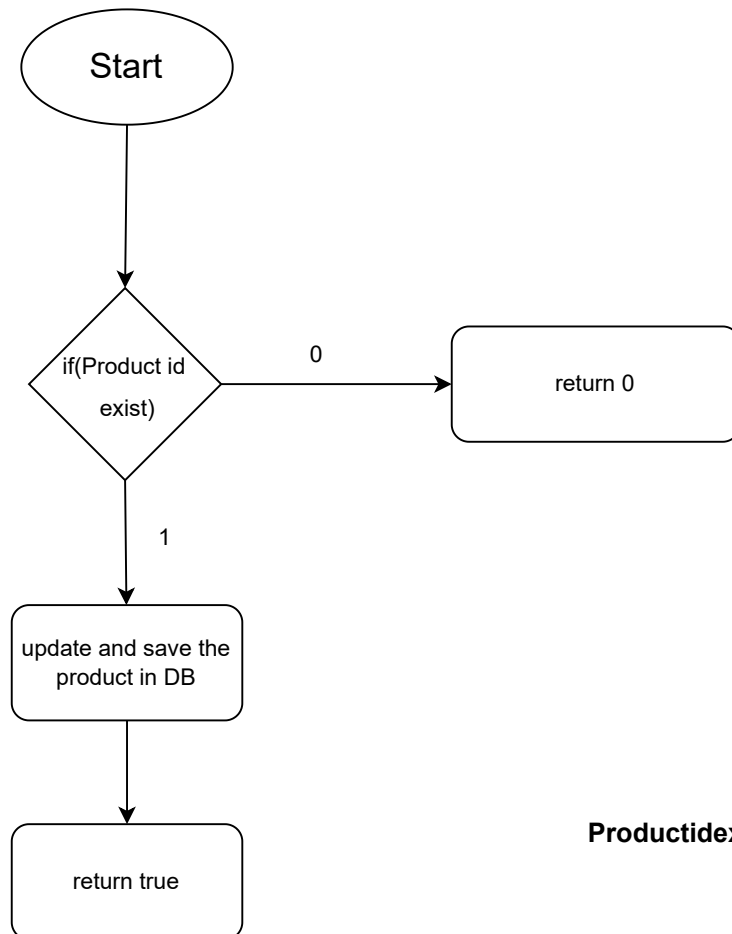 Start
if(Product id
exist)
0
return 0
1
update and save the
product in DB
return true